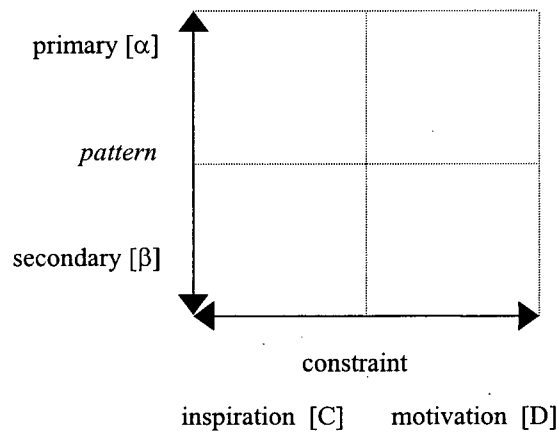 primary [α]
pattern
secondary [β]
constraint
inspiration [C] motivation [D]